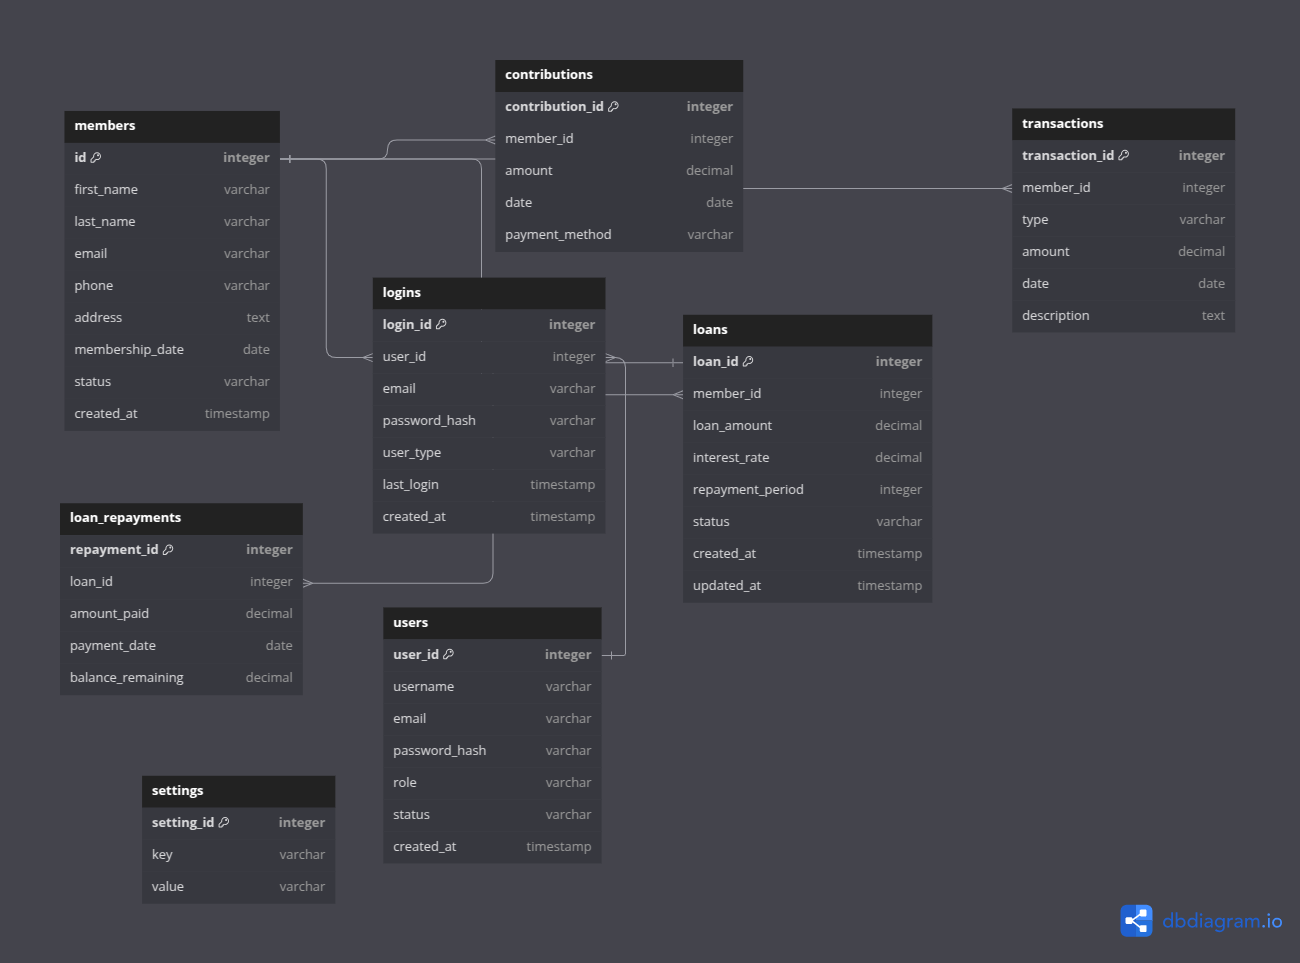 members
id integer
first_name varchar
last_name varchar
email varchar
phone varchar
address text
membership_date date
status varchar
created_at timestamp
contributions
contribution_id integer
member_id integer
amount decimal
date date
payment_method varchar
transactions
transaction_id integer
member_id integer
type varchar
amount decimal
date date
description text
logins
login_id integer
user_id integer
email varchar
password_hash varchar
user_type varchar
last_login timestamp
created_at timestamp
loans
loan_id integer
member_id integer
loan_amount decimal
interest_rate decimal
repayment_period integer
status varchar
created_at timestamp
updated_at timestamp
loan_repayments
repayment_id integer
loan_id integer
amount_paid decimal
payment_date date
balance_remaining decimal
users
user_id integer
username varchar
email varchar
password_hash varchar
role varchar
status varchar
created_at timestamp
settings
setting_id integer
key varchar
value varchar
dbdiagram.io